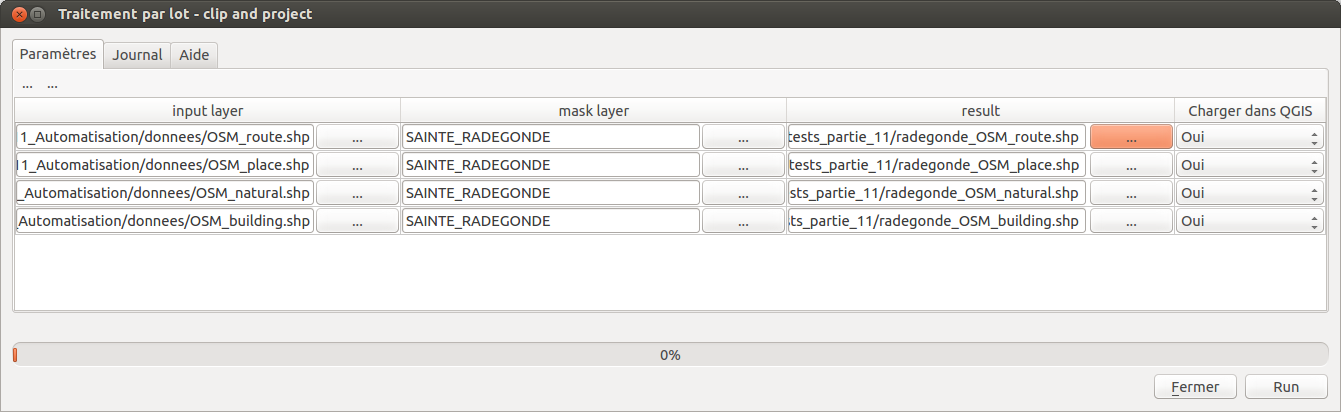 Traitement par lot - clip and project
Paramètres Journal Aide
... ...
input layer mask layer result Charger dans QGIS
1_Automatisation/donnees/OSM_route.shp ... SAINTE_RADEGONDE ... tests_partie_11/radegonde_OSM_route.shp ... Oui
11_Automatisation/donnees/OSM_place.shp ... SAINTE_RADEGONDE ... tests_partie_11/radegonde_OSM_place.shp ... Oui
_Automatisation/donnees/OSM_natural.shp ... SAINTE_RADEGONDE ... sts_partie_11/radegonde_OSM_natural.shp ... Oui
Automatisation/donnees/OSM_building.shp ... SAINTE_RADEGONDE ... ts_partie_11/radegonde_OSM_building.shp ... Oui
0%
Fermer Run